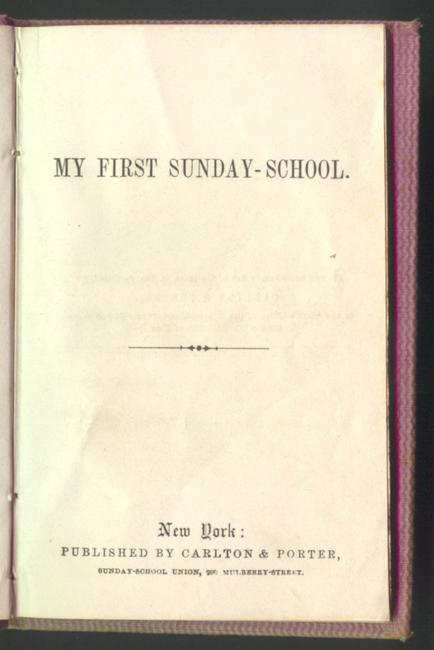 MY FIRST SUNDAY-SCHOOL.
New York:
PUBLISHED BY CARLTON & PORTER,
SUNDAY-SCHOOL UNION, 200 MULBERRY-STREET.